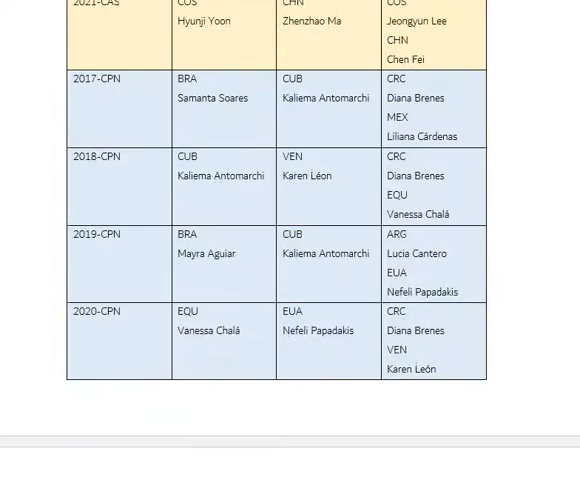 2021-CAS COS CHN COS
Hyunji Yoon Zhenzhao Ma Jeongyun Lee
CHN
Chen Fei
2017-CPN BRA CUB CRC
Samanta Soares Kaliema Antomarchi Diana Brenes
MEX
Liliana Cárdenas
2018-CPN CUB VEN CRC
Kaliema Antomarchi Karen Léon Diana Brenes
EQU
Vanessa Chalá
2019-CPN BRA CUB ARG
Mayra Aguiar Kaliema Antomarchi Lucia Cantero
EUA
Nefeli Papadakis
2020-CPN EQU EUA CRC
Vanessa Chalá Nefeli Papadakis Diana Brenes
VEN
Karen León